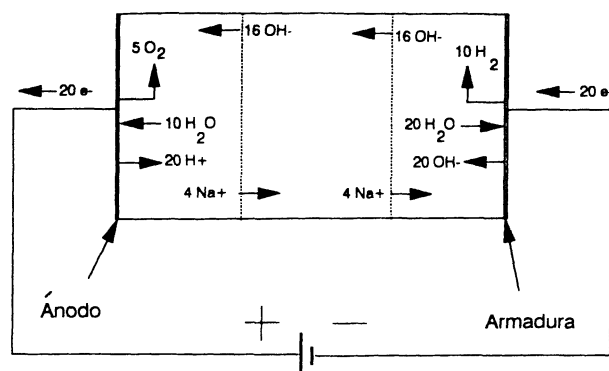 16 OH-
16 OH-
5 O2
10 H2
20 e-
20 e-
10 H2O
20 H2O
20 H+
20 OH-
4 Na+
4 Na+
Ánodo
+ −
Armadura